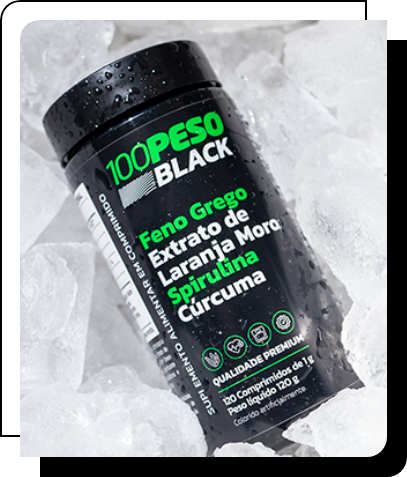 100PESO
BLACK
Feno Grego
Extrato de
Laranja Moro
Spirulina
Cúrcuma
SUPLEMENTO ALIMENTAR EM COMPRIMIDO
QUALIDADE PREMIUM
120 Comprimidos de 1 g
Peso líquido 120 g
Colorido artificialmente